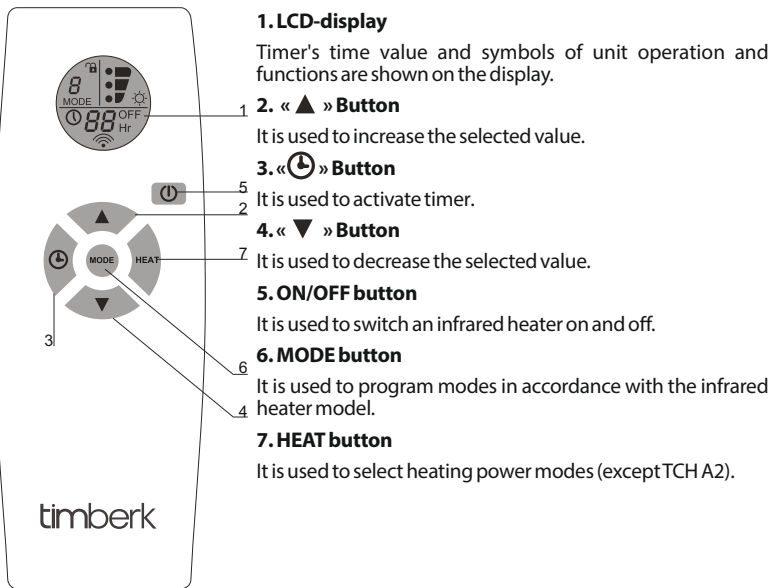 8
MODE
88 OFF
Hr
MODE
HEAT
1
5
2
7
3
6
4
timberk
1. LCD-display
Timer's time value and symbols of unit operation and
functions are shown on the display.
2. « ▲ » Button
It is used to increase the selected value.
3. « » Button
It is used to activate timer.
4. « ▼ » Button
It is used to decrease the selected value.
5. ON/OFF button
It is used to switch an infrared heater on and off.
6. MODE button
It is used to program modes in accordance with the infrared
heater model.
7. HEAT button
It is used to select heating power modes (except TCH A2).